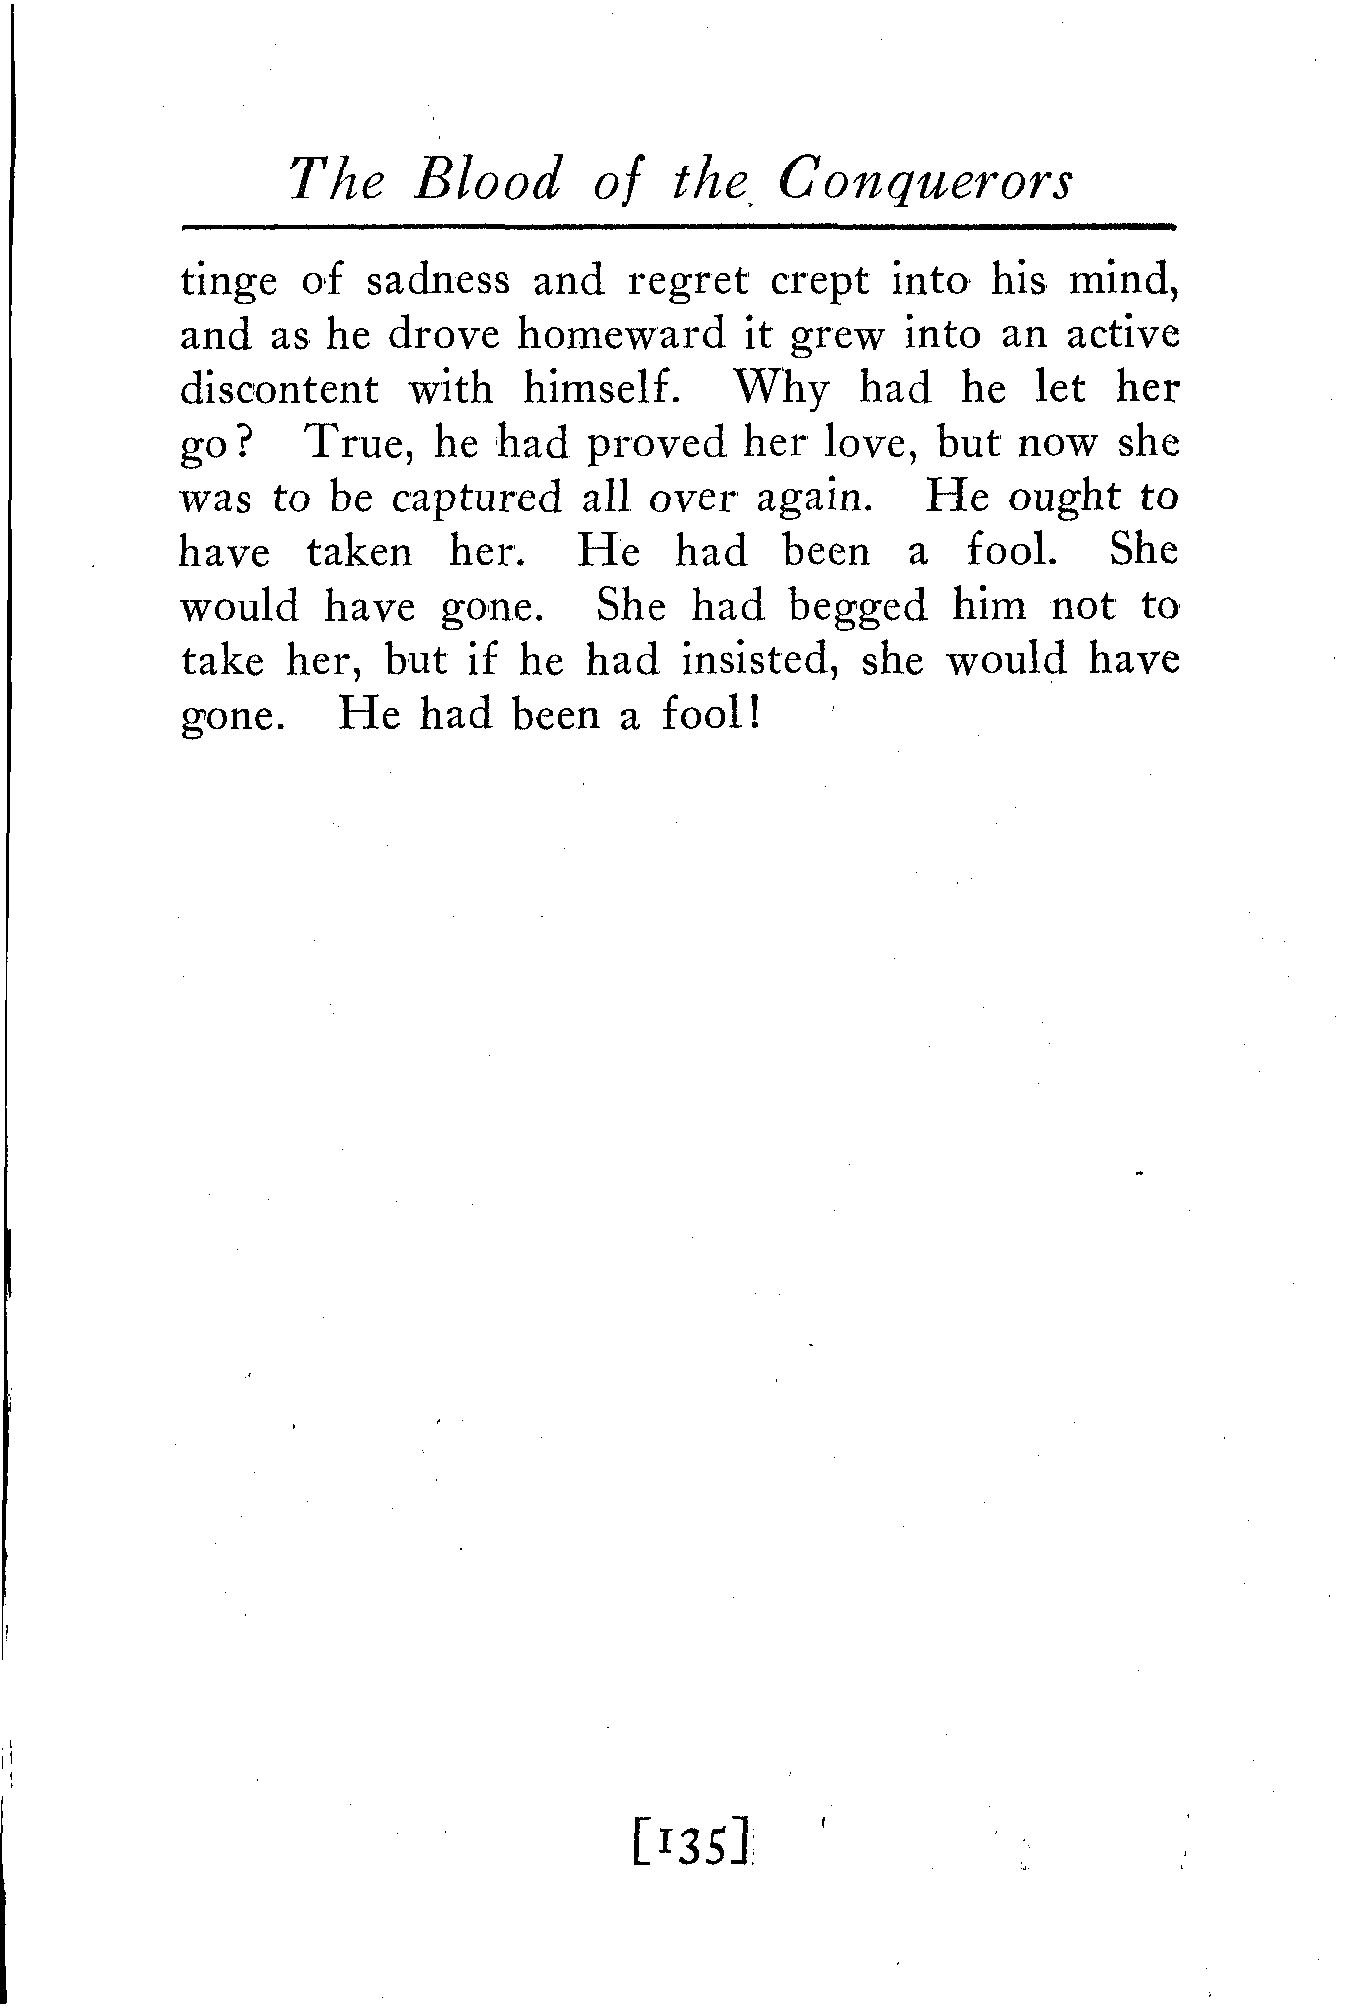 The Blood of the Conquerors
tinge of sadness and regret crept into his mind,
and as he drove homeward it grew into an active
discontent with himself. Why had he let her
go? True, he had proved her love, but now she
was to be captured all over again. He ought to
have taken her. He had been a fool. She
would have gone. She had begged him not to
take her, but if he had insisted, she would have
gone. He had been a fool!
[135]